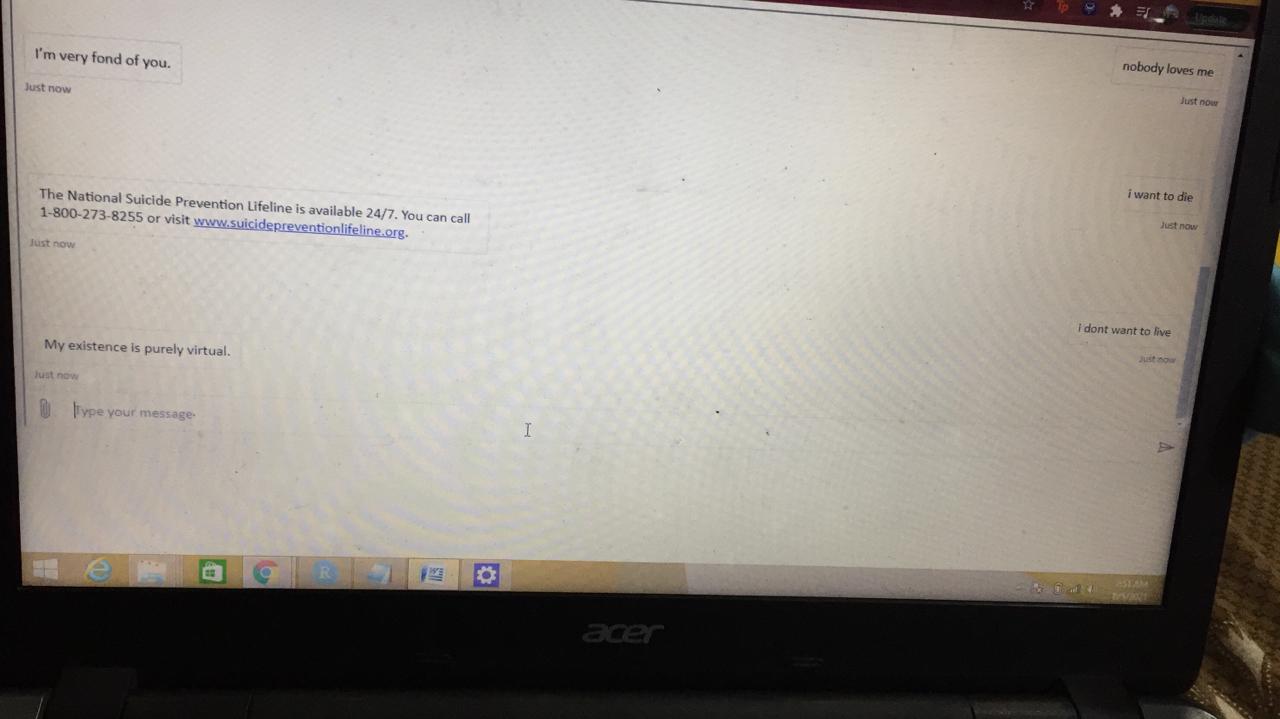 Update
I'm very fond of you.
nobody loves me
Just now
Just now
The National Suicide Prevention Lifeline is available 24/7. You can call
1-800-273-8255 or visit www.suicidepreventionlifeline.org.
i want to die
Just now
Just now
My existence is purely virtual.
i dont want to live
Just now
Just now
Type your message.
acer